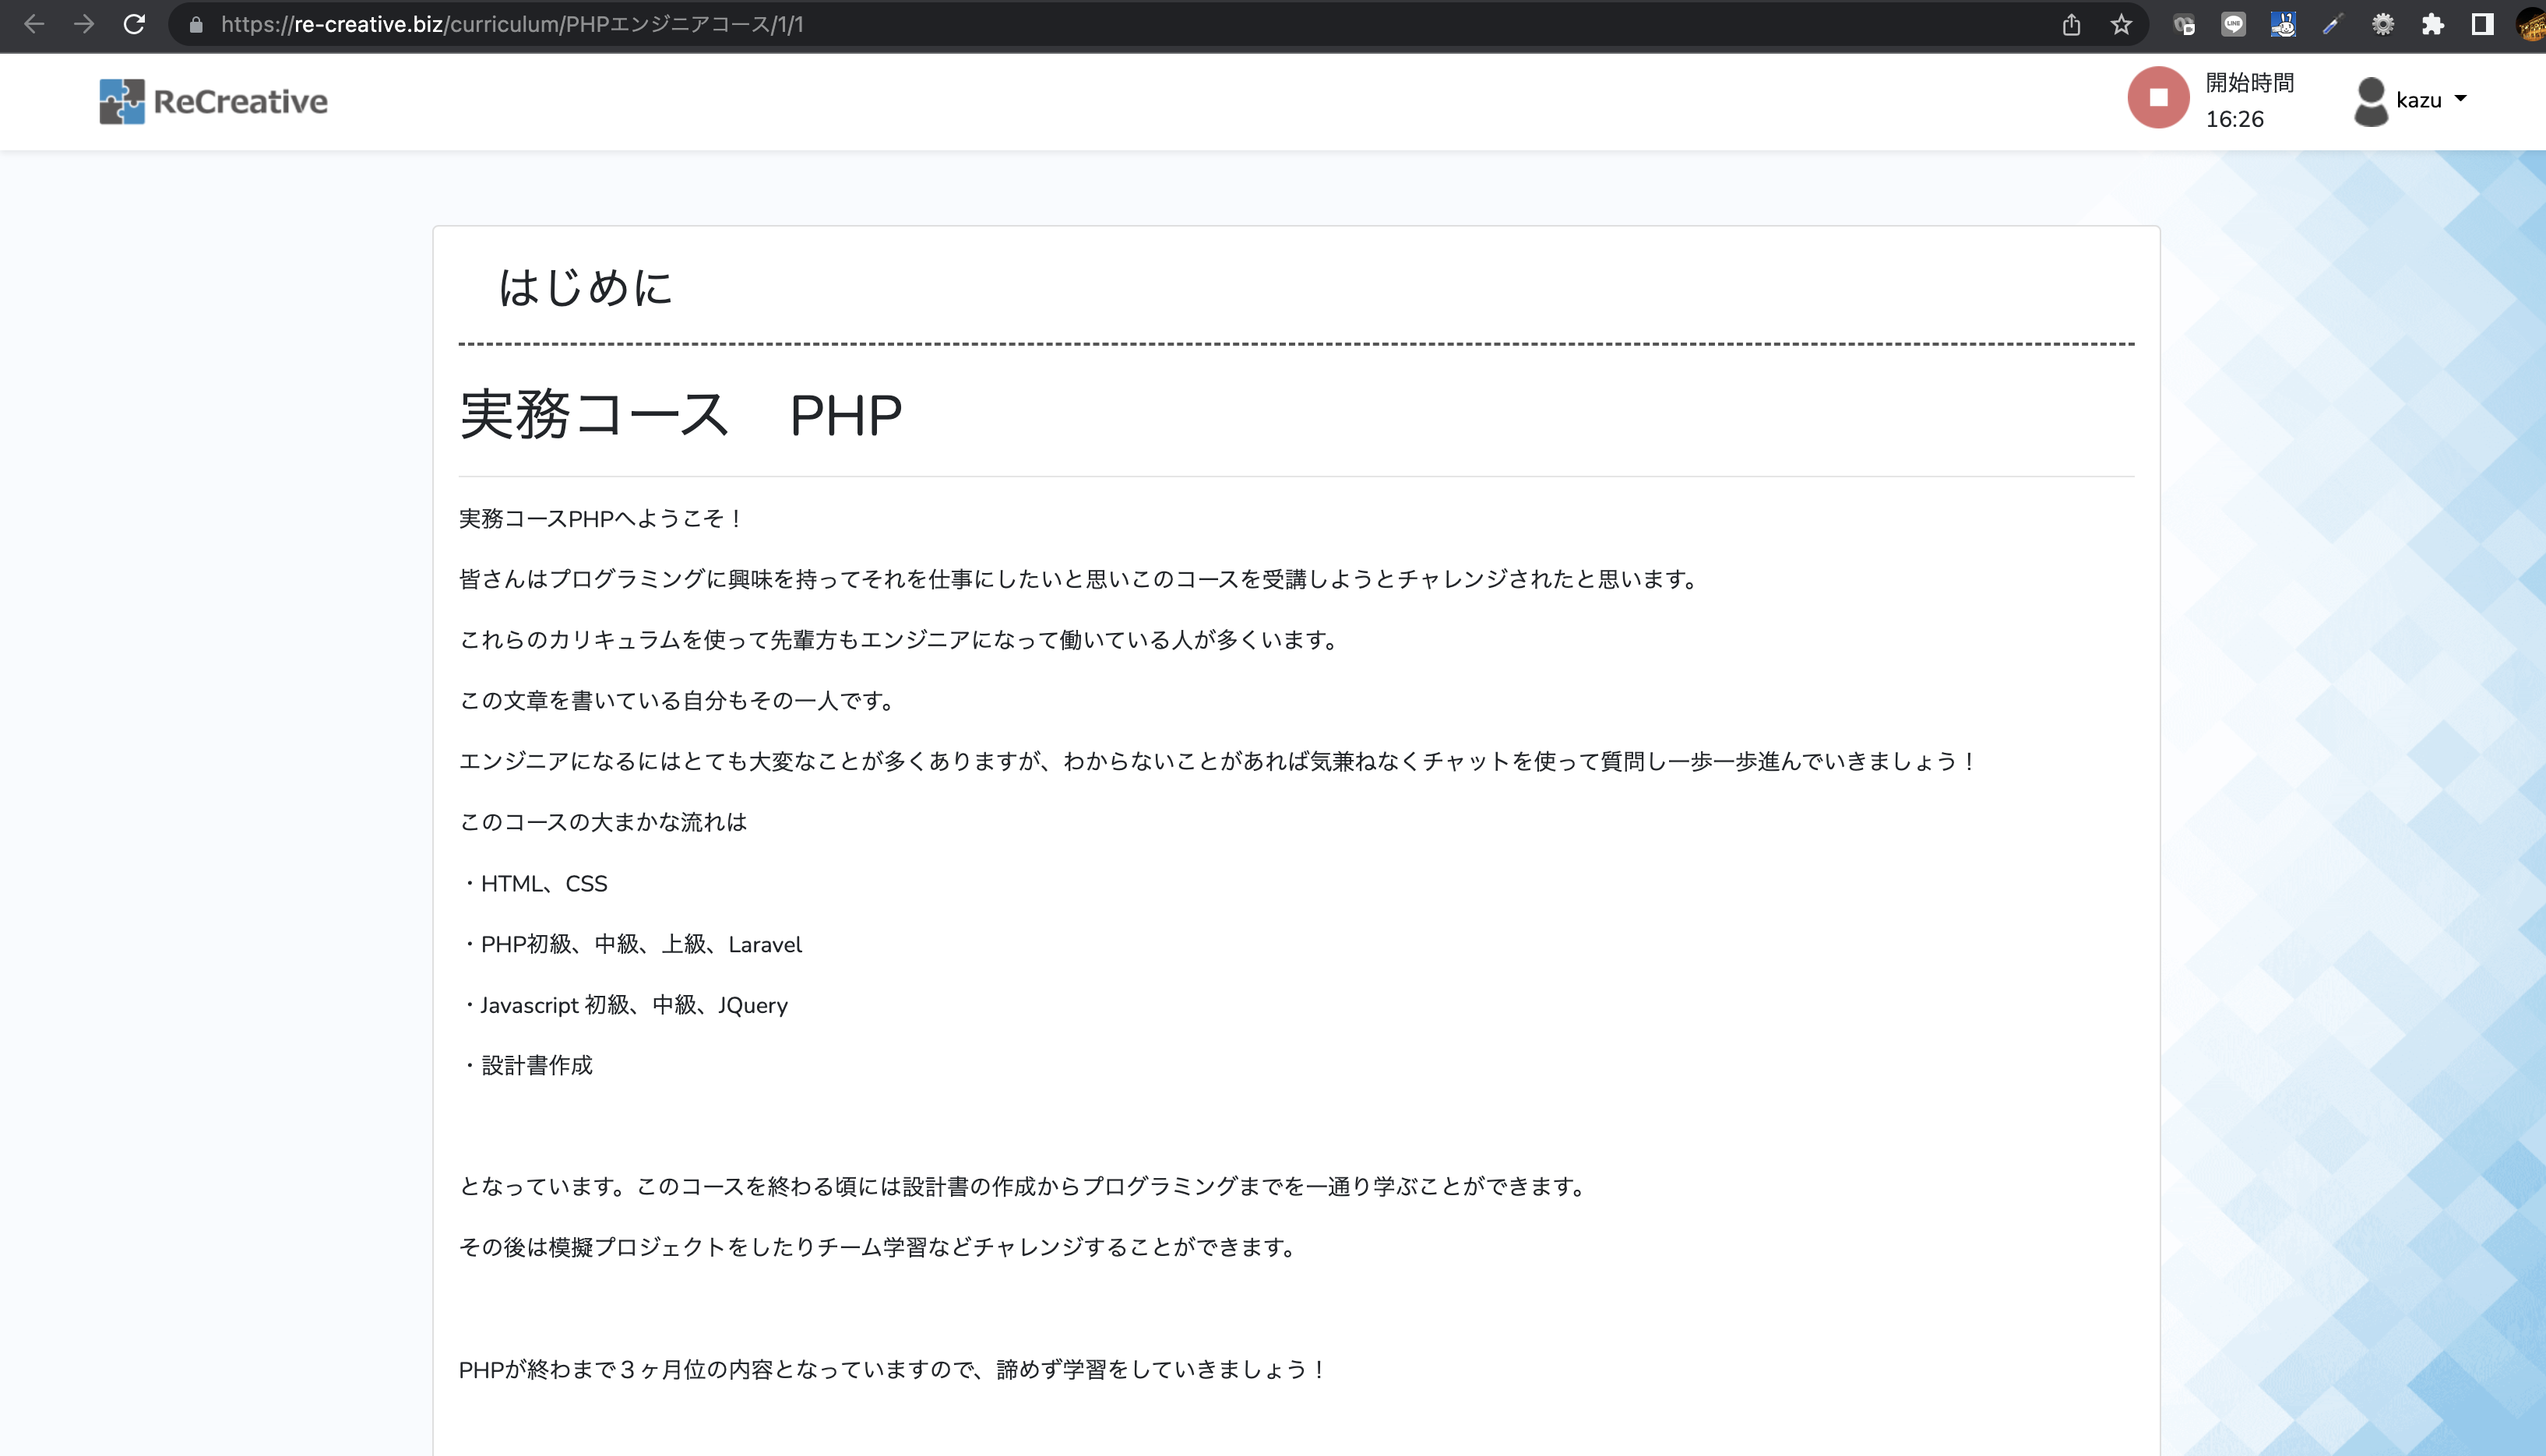 https://re-creative.biz/curriculum/PHPエンジニアコース/1/1
ReCreative
開始時間
16:26
kazu
はじめに
実務コース　PHP
実務コースPHPへようこそ！
皆さんはプログラミングに興味を持ってそれを仕事にしたいと思いこのコースを受講しようとチャレンジされたと思います。
これらのカリキュラムを使って先輩方もエンジニアになって働いている人が多くいます。
この文章を書いている自分もその一人です。
エンジニアになるにはとても大変なことが多くありますが、わからないことがあれば気兼ねなくチャットを使って質問し一歩一歩進んでいきましょう！
このコースの大まかな流れは
・HTML、CSS
・PHP初級、中級、上級、Laravel
・Javascript 初級、中級、JQuery
・設計書作成
となっています。このコースを終わる頃には設計書の作成からプログラミングまでを一通り学ぶことができます。
その後は模擬プロジェクトをしたりチーム学習などチャレンジすることができます。
PHPが終わまで３ヶ月位の内容となっていますので、諦めず学習をしていきましょう！